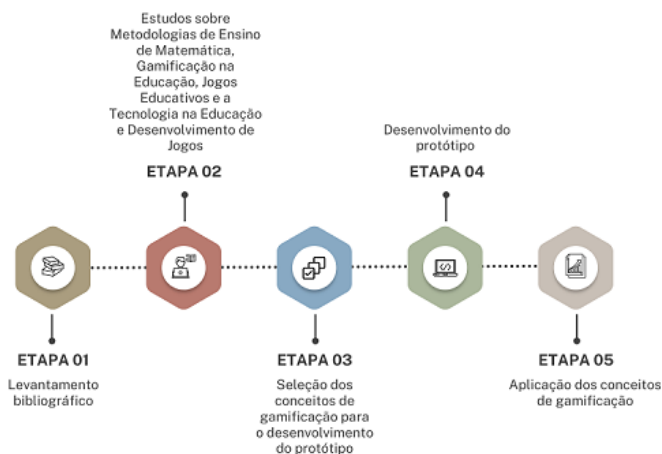 Estudos sobre
Metodologias de Ensino
de Matemática,
Gamificação na
Educação, Jogos
Educativos e a
Tecnologia na Educação
e Desenvolvimento de
Jogos
ETAPA 02
Desenvolvimento do
protótipo
ETAPA 04
ETAPA 01
Levantamento
bibliográfico
ETAPA 03
Seleção dos
conceitos de
gamificação para
o desenvolvimento
do protótipo
ETAPA 05
Aplicação dos conceitos
de gamificação